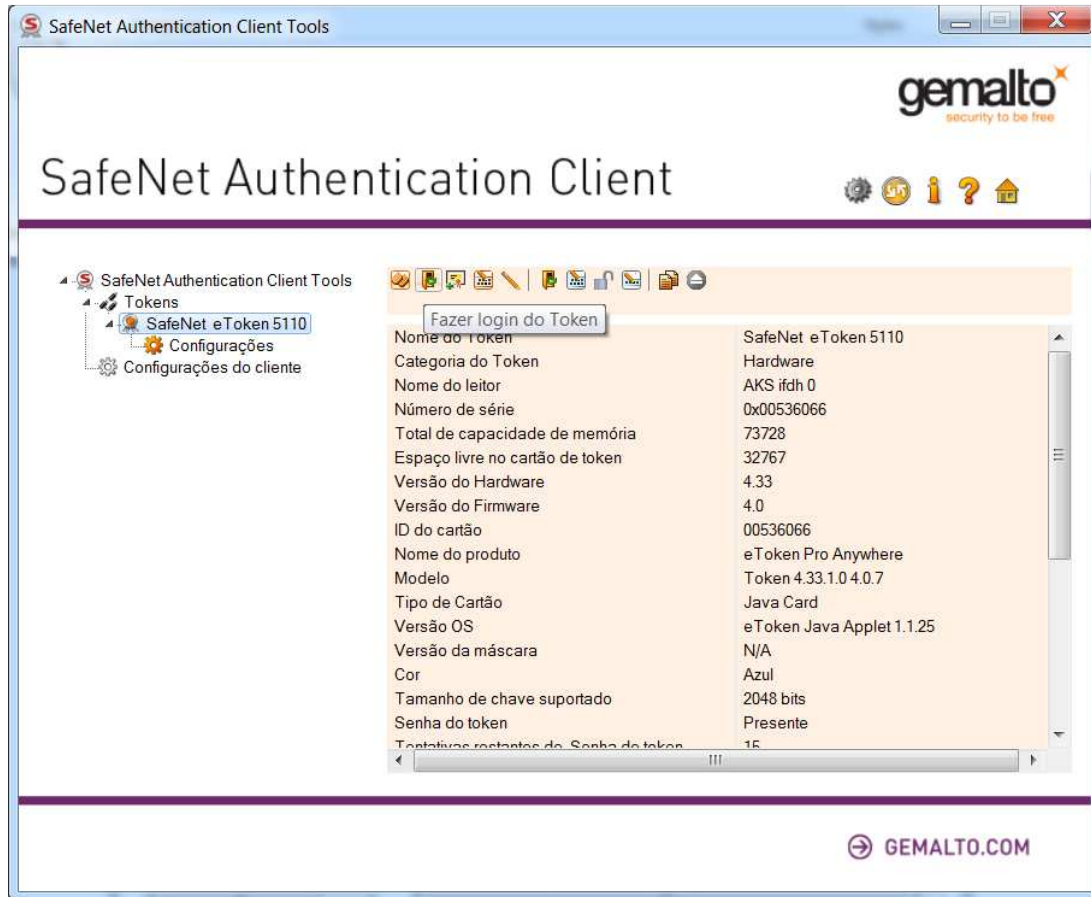 SafeNet Authentication Client Tools
gemalto
security to be free
SafeNet Authentication Client
SafeNet Authentication Client Tools
Tokens
SafeNet eToken 5110
Configurações
Configurações do cliente
Fazer login do Token
Nome do Token SafeNet eToken 5110
Categoria do Token Hardware
Nome do leitor AKS ifdh 0
Número de série 0x00536066
Total de capacidade de memória 73728
Espaço livre no cartão de token 32767
Versão do Hardware 4.33
Versão do Firmware 4.0
ID do cartão 00536066
Nome do produto eToken Pro Anywhere
Modelo Token 4.33.1.0 4.0.7
Tipo de Cartão Java Card
Versão OS eToken Java Applet 1.1.25
Versão da máscara N/A
Cor Azul
Tamanho de chave suportado 2048 bits
Senha do token Presente
Tentativas restantes de Senha do token 15
GEMALTO.COM